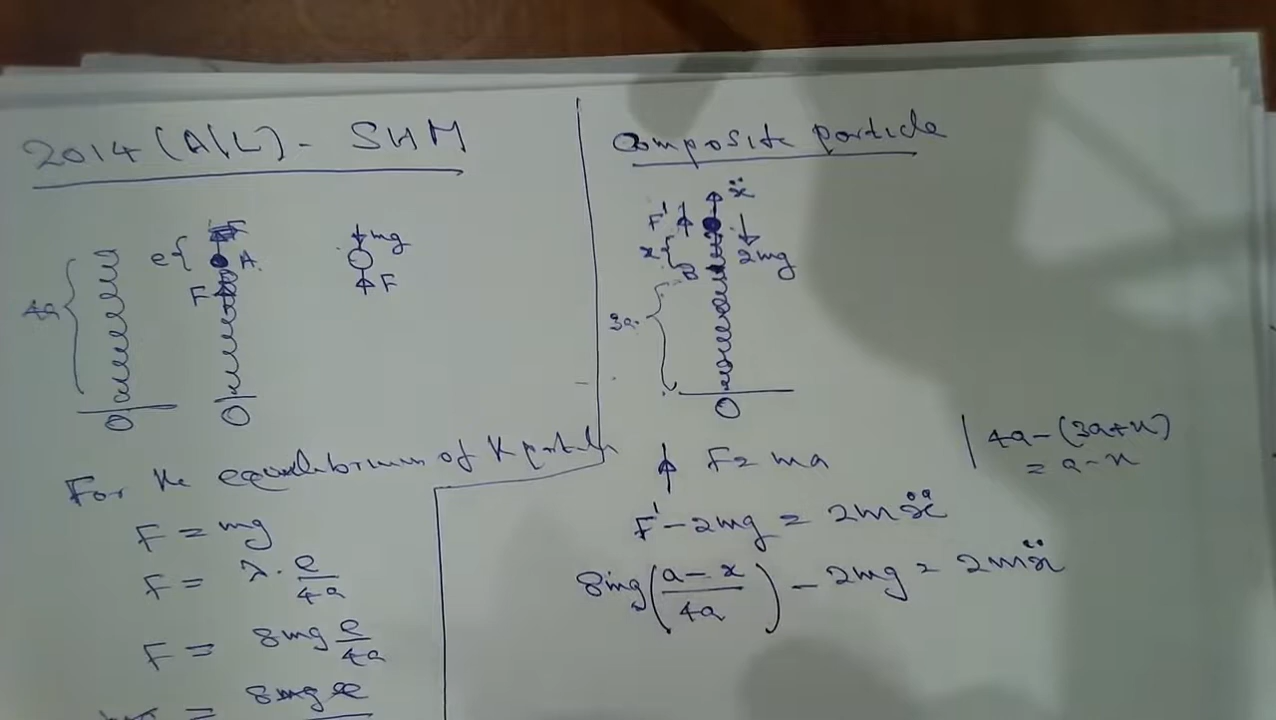 2014 (A/L) - SHM
4a
e
A
F
O
O
mg
F
For the equilibrium of the particle
F = mg
F = λ. e/4a
F = 8mg e/4a
= 8mge
Composite particle
F' ẍ
x
2mg
3a
O
↑ F = ma
4a-(3a+x)
= a-x
F' - 2mg = 2mẍ
8mg(a-x/4a) - 2mg = 2mẍ